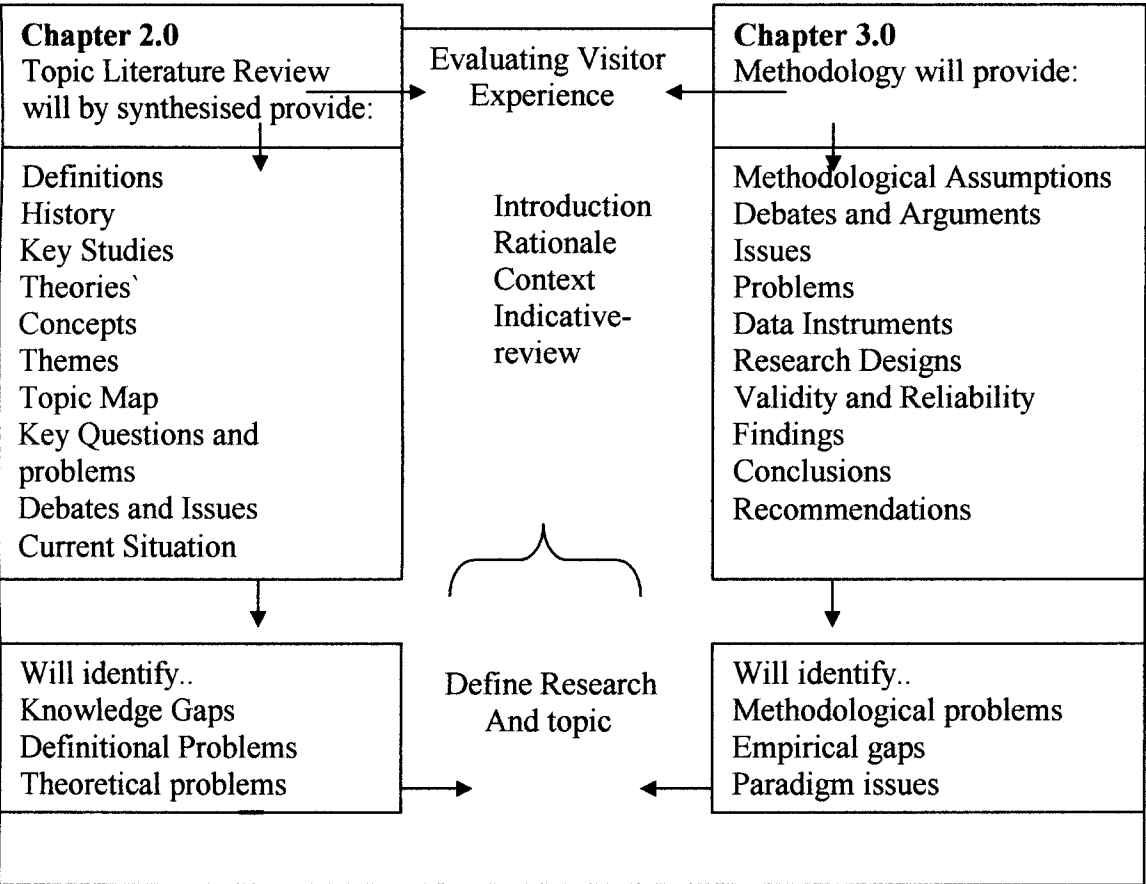 Chapter 2.0
Topic Literature Review
will by synthesised provide:
Definitions
History
Key Studies
Theories`
Concepts
Themes
Topic Map
Key Questions and
problems
Debates and Issues
Current Situation
Will identify..
Knowledge Gaps
Definitional Problems
Theoretical problems
Evaluating Visitor
Experience
Introduction
Rationale
Context
Indicative-
review
Define Research
And topic
Chapter 3.0
Methodology will provide:
Methodological Assumptions
Debates and Arguments
Issues
Problems
Data Instruments
Research Designs
Validity and Reliability
Findings
Conclusions
Recommendations
Will identify..
Methodological problems
Empirical gaps
Paradigm issues